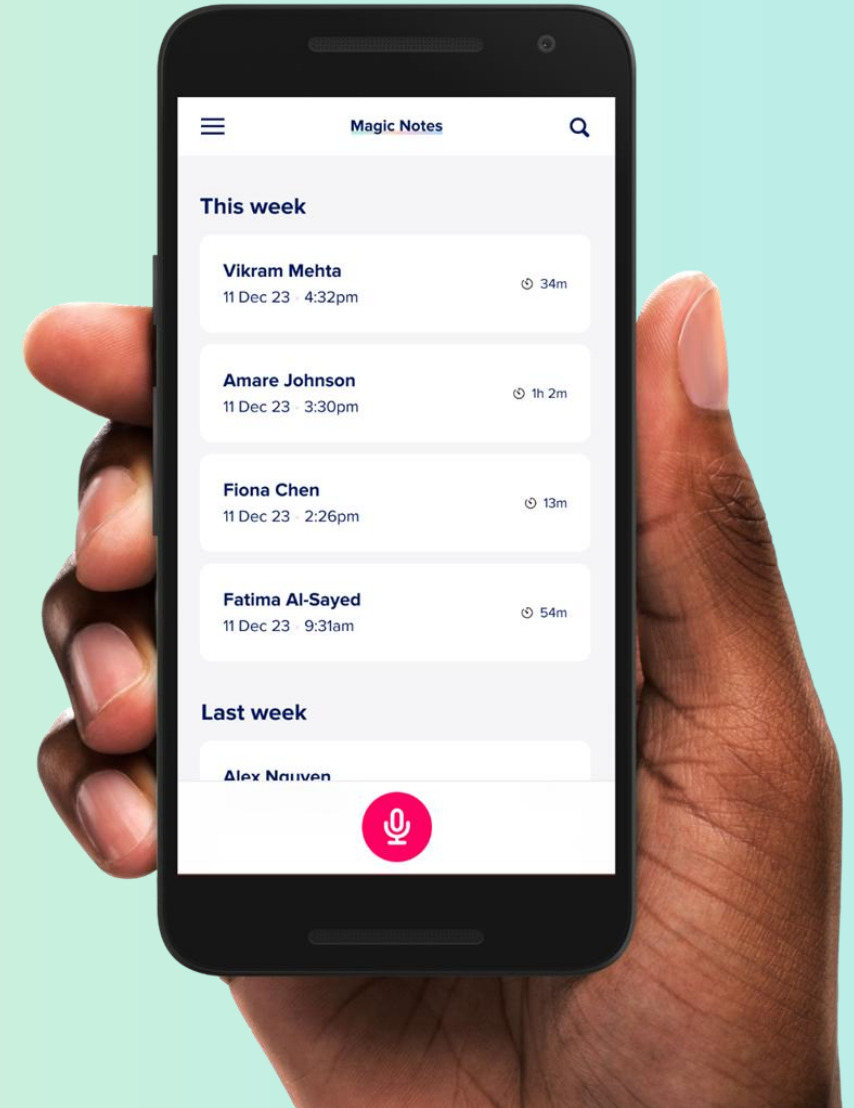 Magic Notes
This week
Vikram Mehta
11 Dec 23 · 4:32pm
34m
Amare Johnson
11 Dec 23 · 3:30pm
1h 2m
Fiona Chen
11 Dec 23 · 2:26pm
13m
Fatima Al-Sayed
11 Dec 23 · 9:31am
54m
Last week
Alex Nguyen